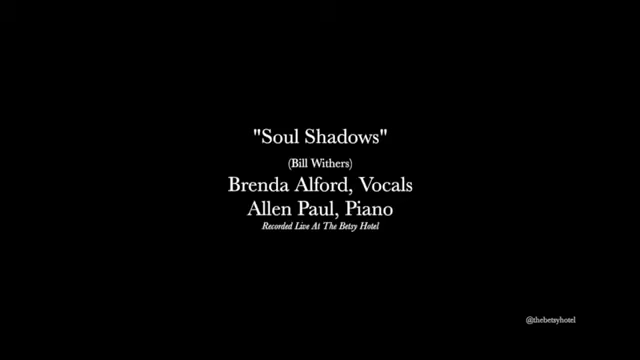 "Soul Shadows"
(Bill Withers)
Brenda Alford, Vocals
Allen Paul, Piano
Recorded Live At The Betsy Hotel
@thebetsyhotel